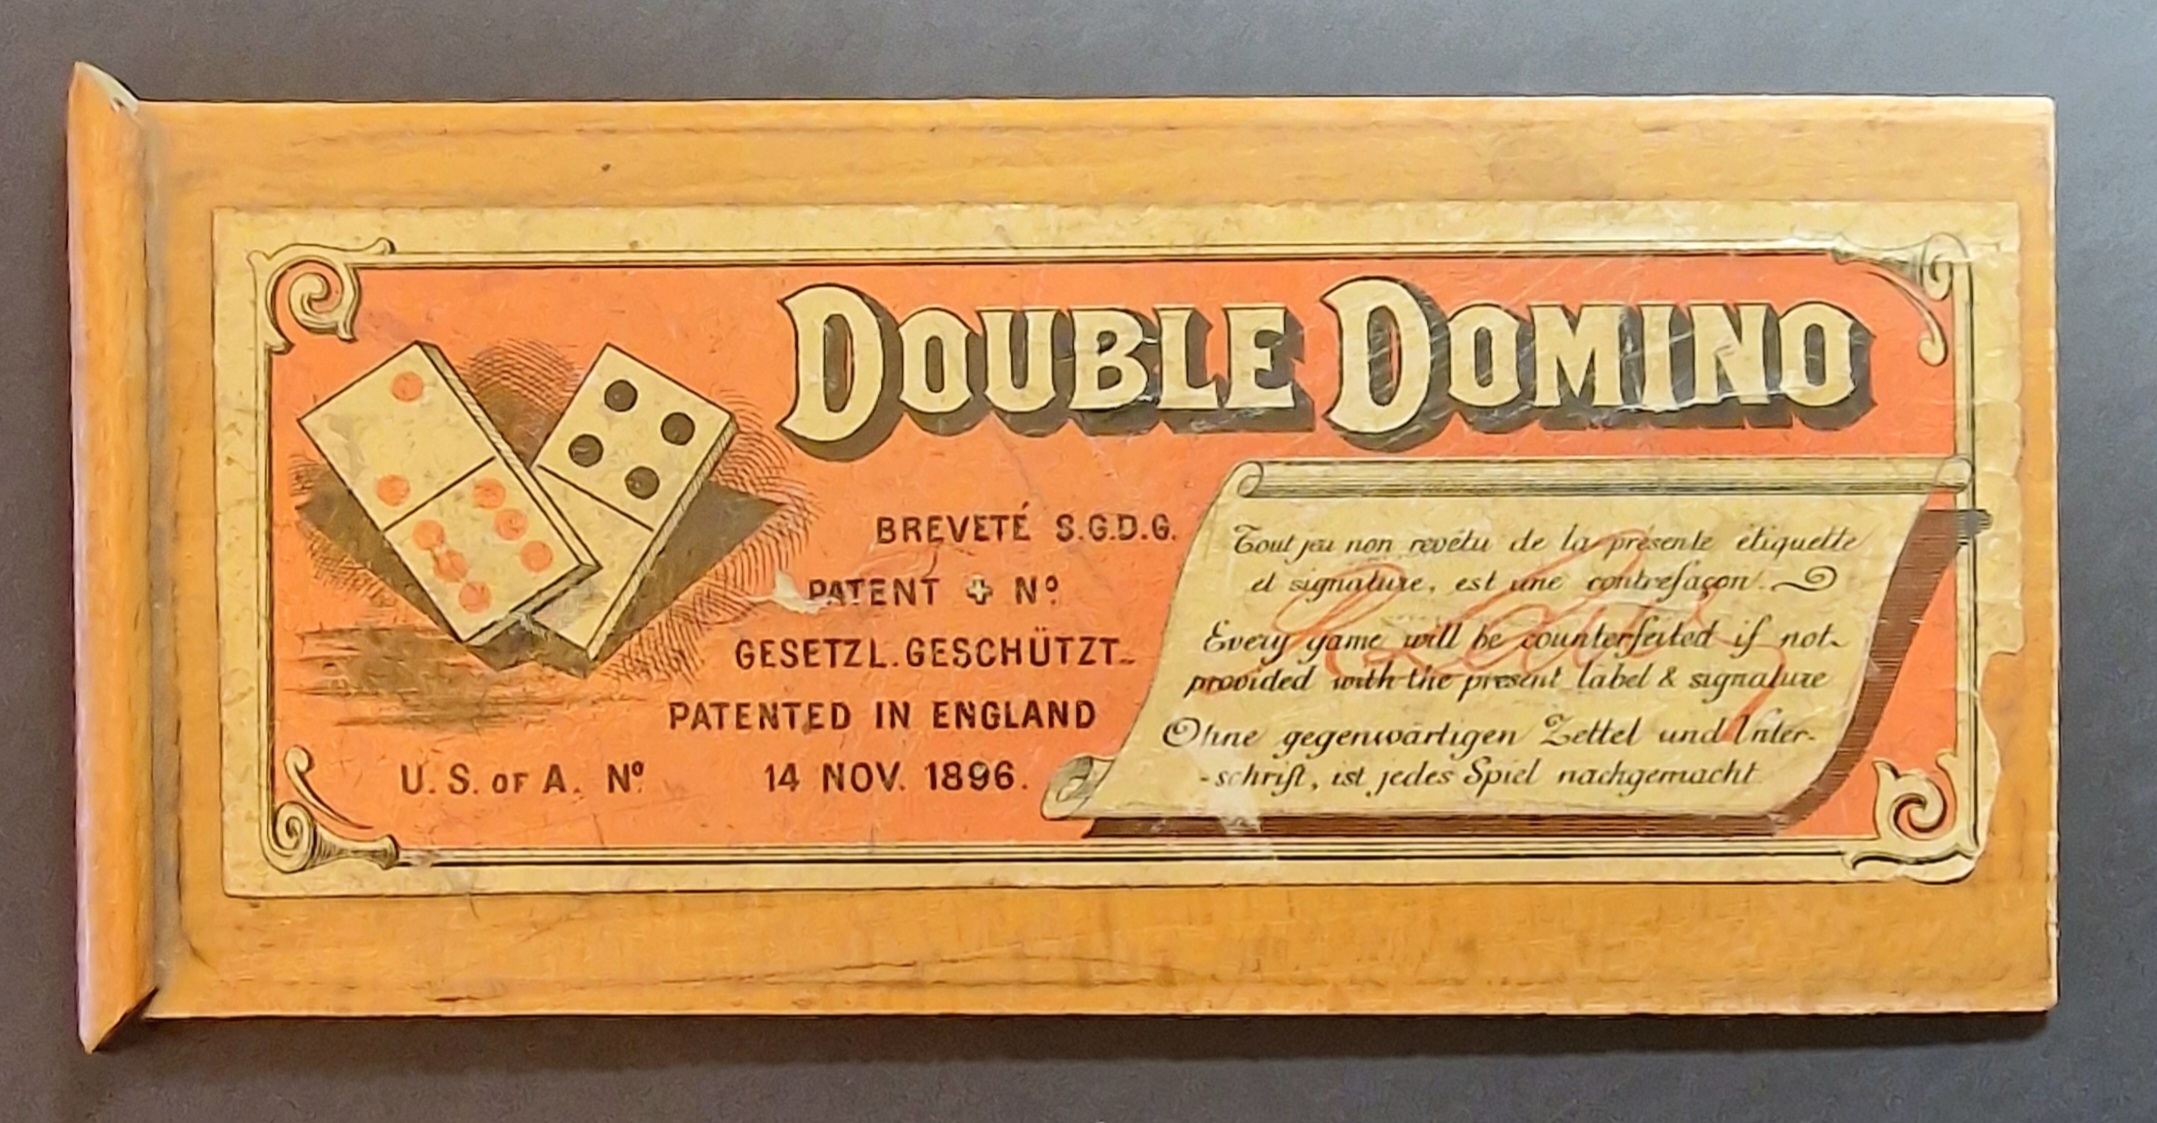 DOUBLE DOMINO
BREVETÉ S.G.D.G.
PATENT + Nº
GESETZL. GESCHÜTZT.
PATENTED IN ENGLAND
U. S. OF A. Nº 14 NOV. 1896.
Tout jeu non revêtu de la présente étiquette
et signature, est une contrefaçon.
Every game will be counterfeited if not
provided with the present label & signature
Ohne gegenwärtigen Zettel und Unter-
-schrift, ist jedes Spiel nachgemacht